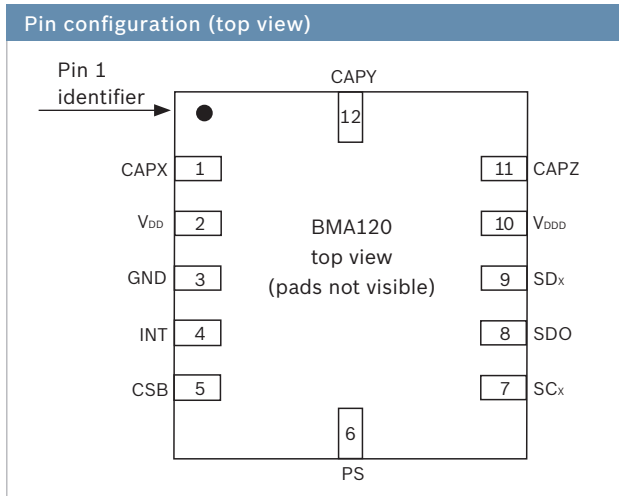 Pin configuration (top view)
Pin 1
identifier
CAPY
12
CAPX 1
11 CAPZ
VDD 2
10 VDDD
BMA120
top view
(pads not visible)
GND 3
9 SDx
INT 4
8 SDO
CSB 5
7 SCx
6
PS